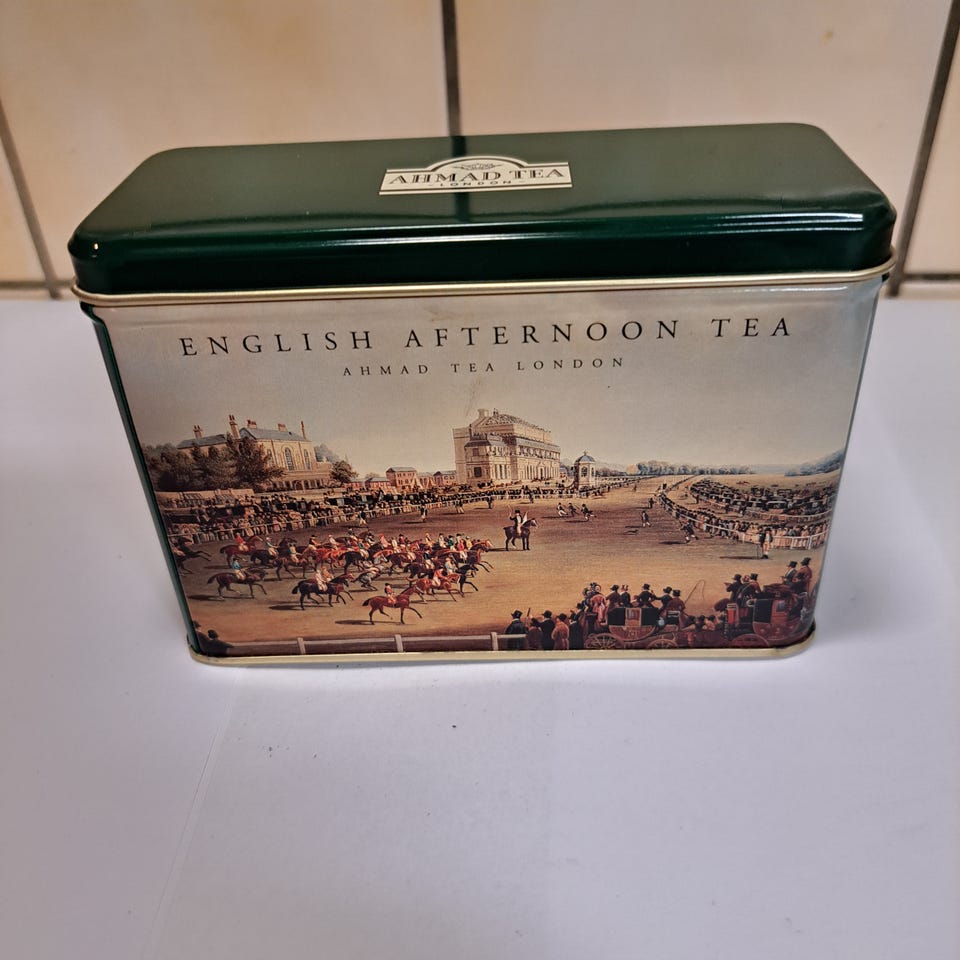 AHMAD TEA
- LONDON -
ENGLISH AFTERNOON TEA
AHMAD TEA LONDON